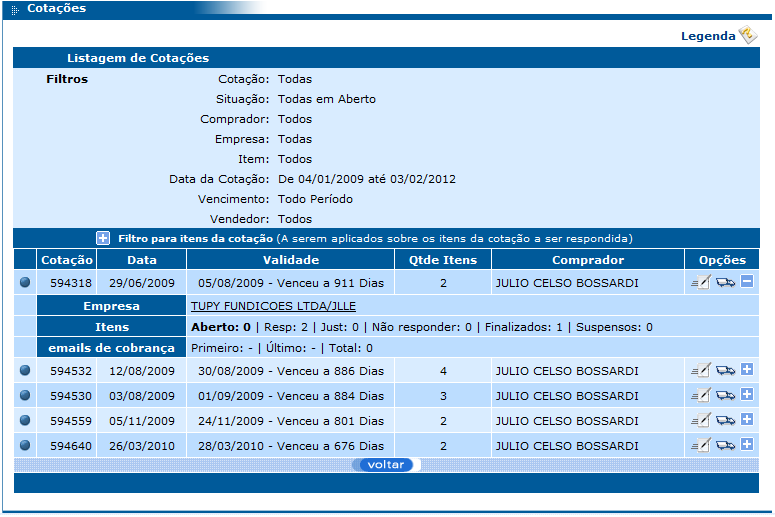 Cotações
Legenda
Listagem de Cotações
Filtros Cotação: Todas
Situação: Todas em Aberto
Comprador: Todos
Empresa: Todas
Item: Todos
Data da Cotação: De 04/01/2009 até 03/02/2012
Vencimento: Todo Período
Vendedor: Todos
Filtro para itens da cotação (A serem aplicados sobre os itens da cotação a ser respondida)
Cotação Data Validade Qtde Itens Comprador Opções
594318 29/06/2009 05/08/2009 - Venceu a 911 Dias 2 JULIO CELSO BOSSARDI
Empresa TUPY FUNDICOES LTDA/JLLE
Itens Aberto: 0 | Resp: 2 | Just: 0 | Não responder: 0 | Finalizados: 1 | Suspensos: 0
emails de cobrança Primeiro: - | Último: - | Total: 0
594532 12/08/2009 30/08/2009 - Venceu a 886 Dias 4 JULIO CELSO BOSSARDI
594530 03/08/2009 01/09/2009 - Venceu a 884 Dias 3 JULIO CELSO BOSSARDI
594559 05/11/2009 24/11/2009 - Venceu a 801 Dias 2 JULIO CELSO BOSSARDI
594640 26/03/2010 28/03/2010 - Venceu a 676 Dias 2 JULIO CELSO BOSSARDI
voltar